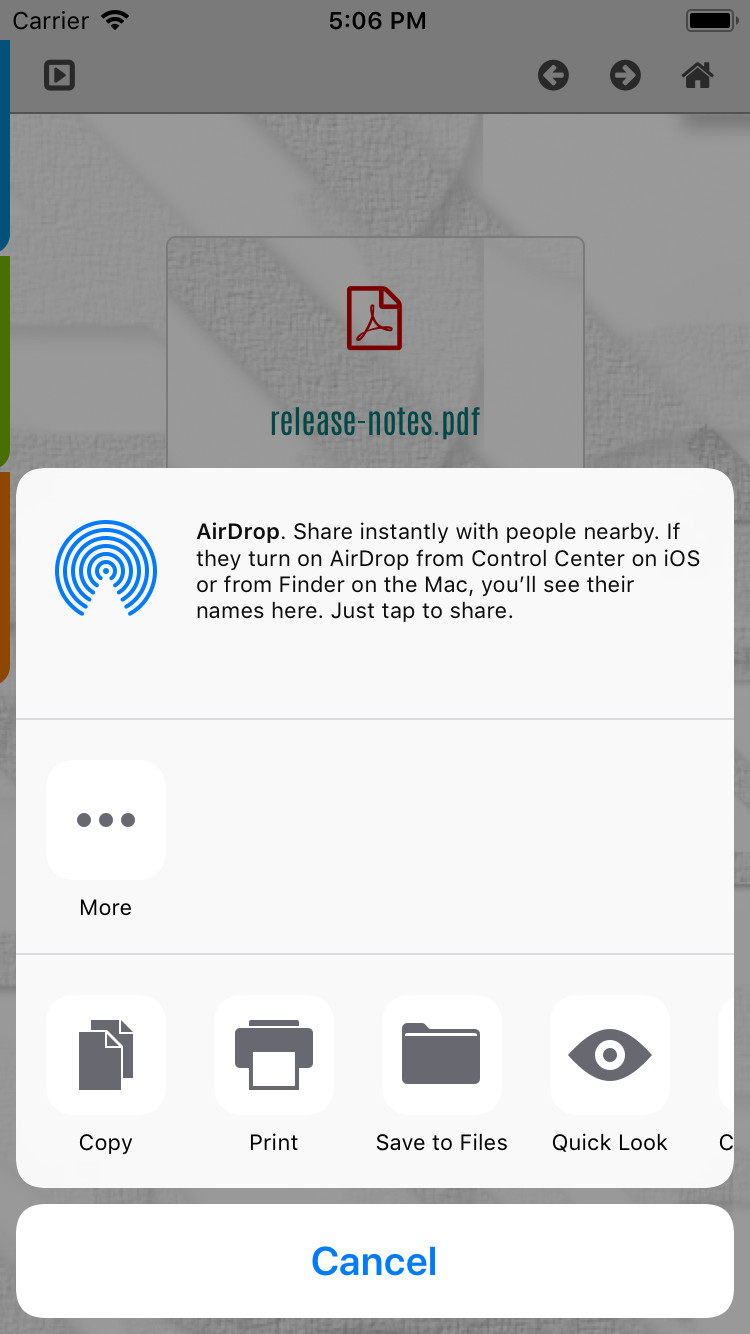 Carrier 5:06 PM
release-notes.pdf
AirDrop. Share instantly with people nearby. If
they turn on AirDrop from Control Center on iOS
or from Finder on the Mac, you’ll see their
names here. Just tap to share.
More
Copy Print Save to Files Quick Look C
Cancel